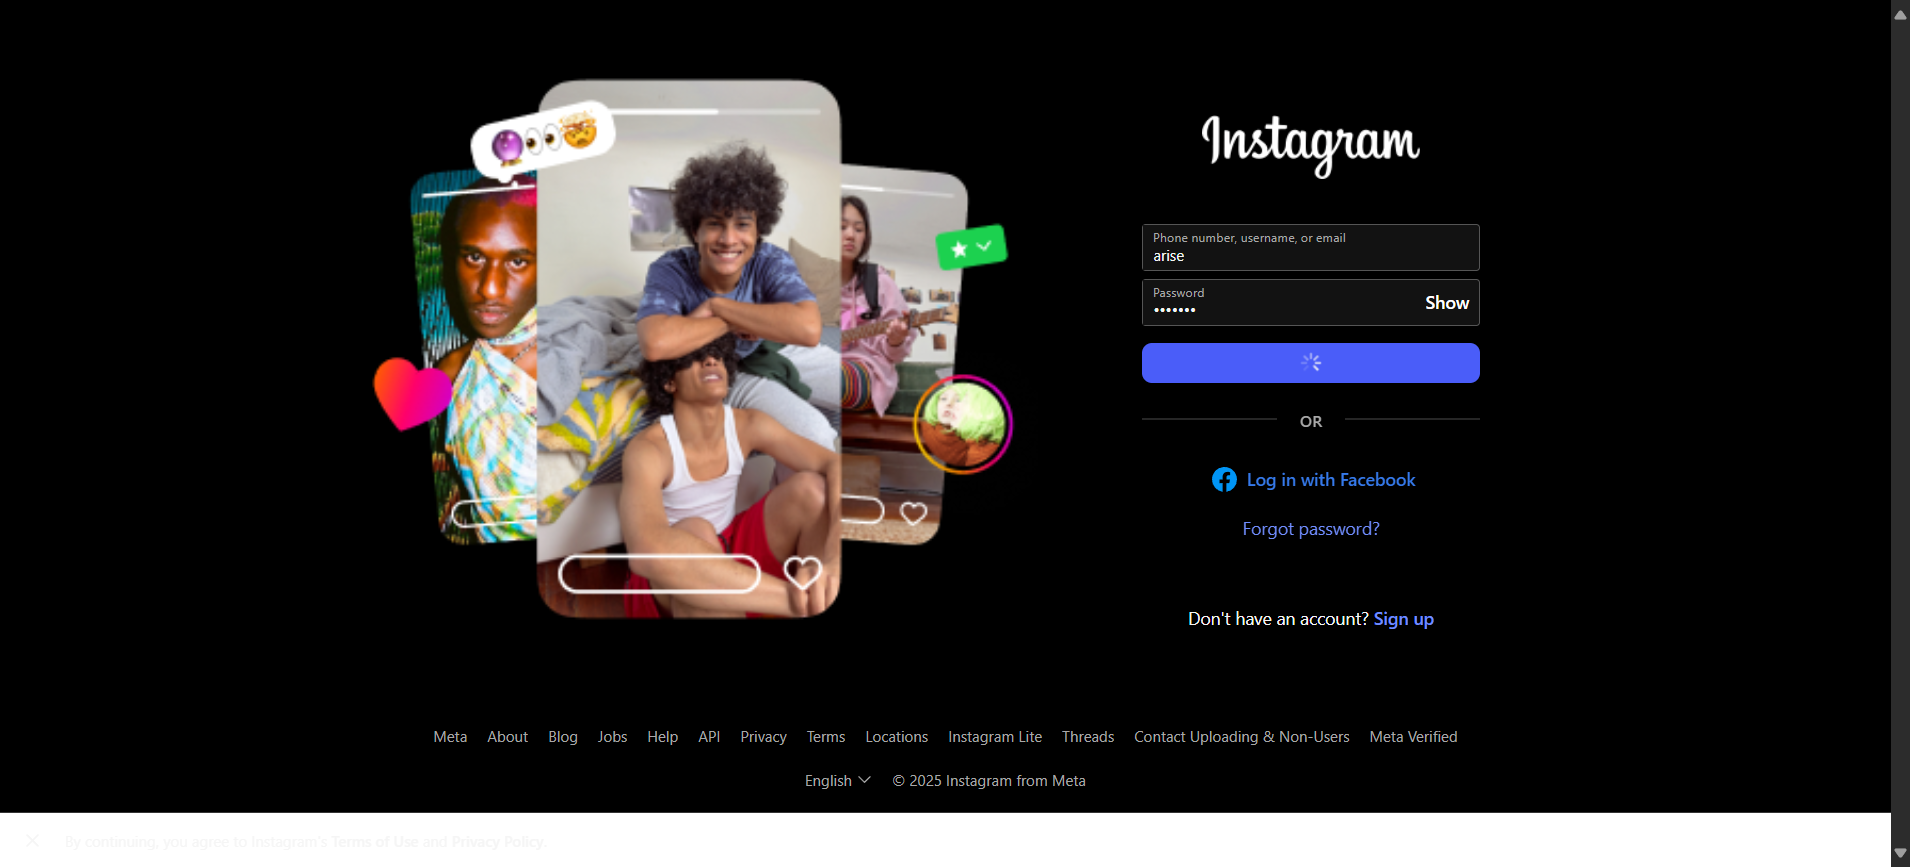 Instagram
Phone number, username, or email
arise
Password
••••••• Show
OR
Log in with Facebook
Forgot password?
Don't have an account? Sign up
Meta About Blog Jobs Help API Privacy Terms Locations Instagram Lite Threads Contact Uploading & Non-Users Meta Verified
English © 2025 Instagram from Meta
By continuing, you agree to Instagram's Terms of Use and Privacy Policy.